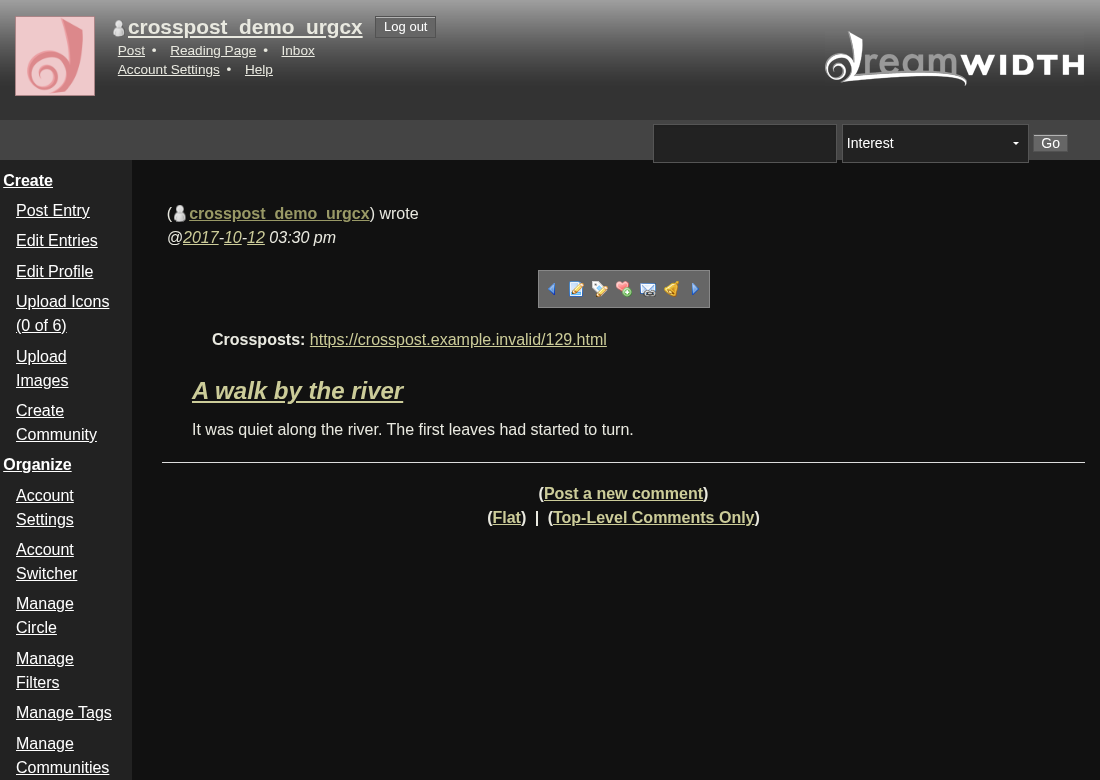 crosspost_demo_urgcx Log out
Post • Reading Page • Inbox
Account Settings • Help
dreamWIDTH
Interest Go
Create
Post Entry
Edit Entries
Edit Profile
Upload Icons
(0 of 6)
Upload
Images
Create
Community
Organize
Account
Settings
Account
Switcher
Manage
Circle
Manage
Filters
Manage Tags
Manage
Communities
(crosspost_demo_urgcx) wrote
@2017-10-12 03:30 pm
Crossposts: https://crosspost.example.invalid/129.html
A walk by the river
It was quiet along the river. The first leaves had started to turn.
(Post a new comment)
(Flat) | (Top-Level Comments Only)